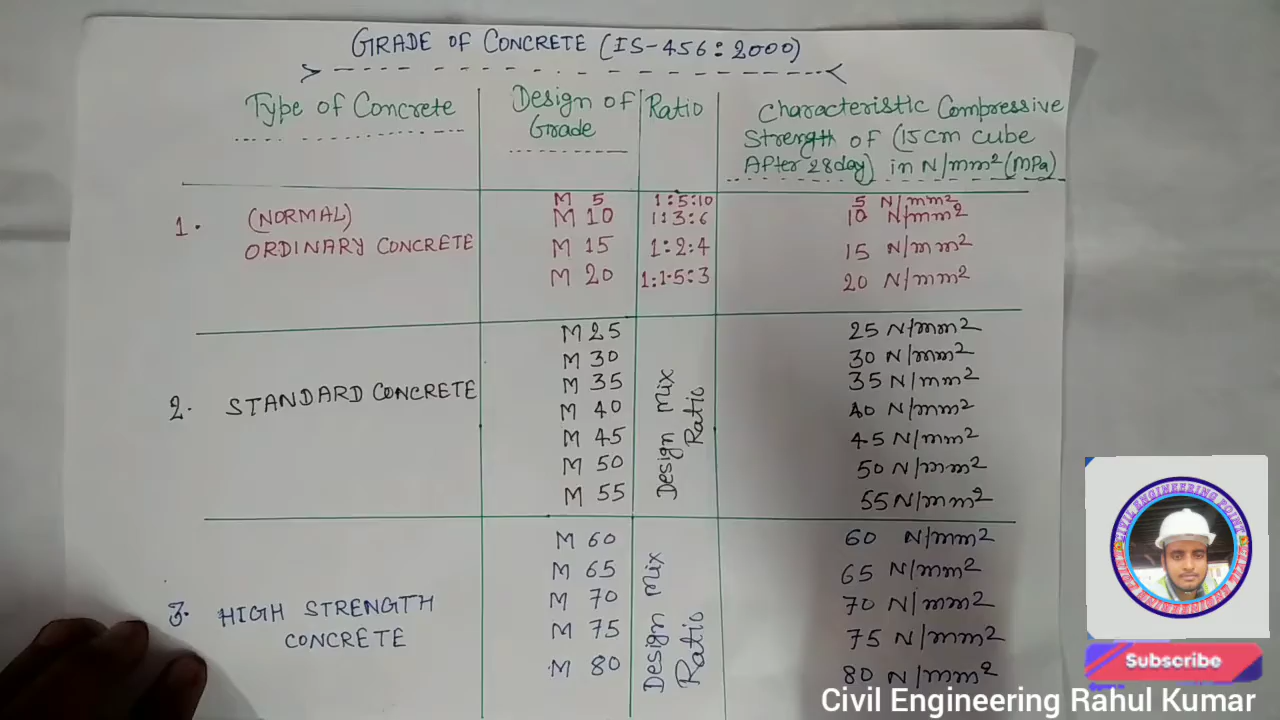 GRADE OF CONCRETE (IS-456:2000)
Type of Concrete Design of Grade Ratio Characteristic Compressive Strength of (15cm cube After 28day) in N/mm² (MPa)
M 5 1:5:10 5 N/mm²
1. (NORMAL) M 10 1:3:6 10 N/mm²
ORDINARY CONCRETE M 15 1:2:4 15 N/mm²
M 20 1:1·5:3 20 N/mm²
M 25 25 N/mm²
M 30 30 N/mm²
M 35 35 N/mm²
2. STANDARD CONCRETE M 40 Design Mix Ratio 40 N/mm²
M 45 45 N/mm²
M 50 50 N/mm²
M 55 55 N/mm²
M 60 60 N/mm²
M 65 65 N/mm²
3. HIGH STRENGTH M 70 Design Mix Ratio 70 N/mm²
CONCRETE M 75 75 N/mm²
M 80 80 N/mm²
CIVIL ENGINEERING POINT
Subscribe
Civil Engineering Rahul Kumar